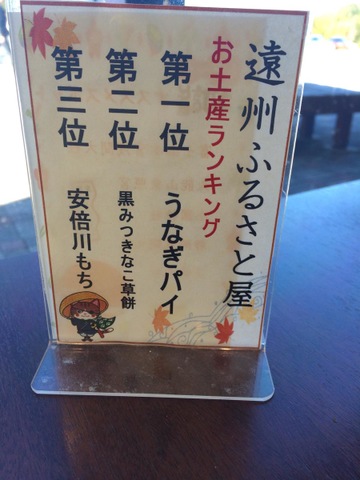 遠州ふるさと屋
お土産ランキング
第一位 うなぎパイ
第二位 黒みつきなこ草餅
第三位 安倍川もち